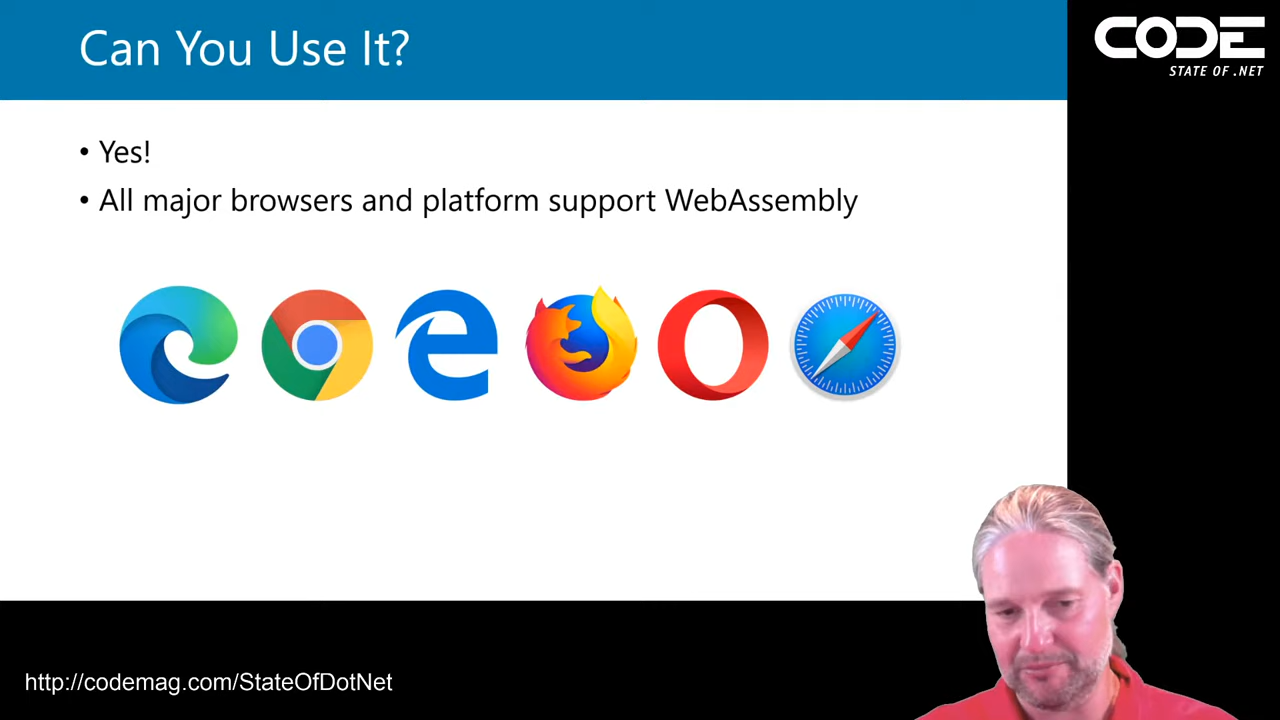 Can You Use It?
CODE
STATE OF .NET
• Yes!
• All major browsers and platform support WebAssembly
http://codemag.com/StateOfDotNet